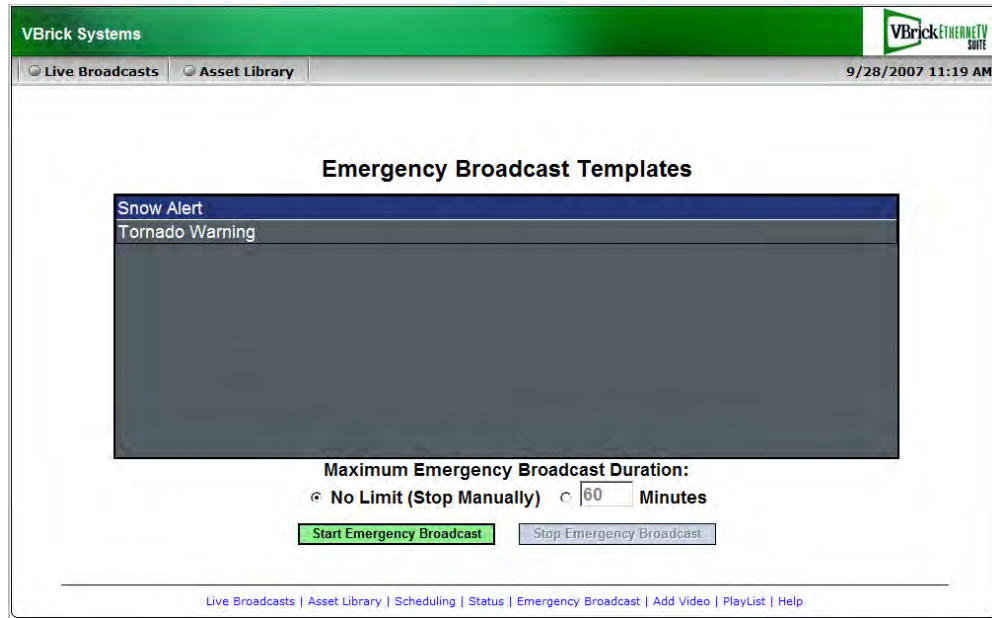 VBrick Systems
VBrick ETHERNETV SUITE
Live Broadcasts Asset Library 9/28/2007 11:19 AM
Emergency Broadcast Templates
Snow Alert
Tornado Warning
Maximum Emergency Broadcast Duration:
No Limit (Stop Manually) 60 Minutes
Start Emergency Broadcast Stop Emergency Broadcast
Live Broadcasts | Asset Library | Scheduling | Status | Emergency Broadcast | Add Video | PlayList | Help